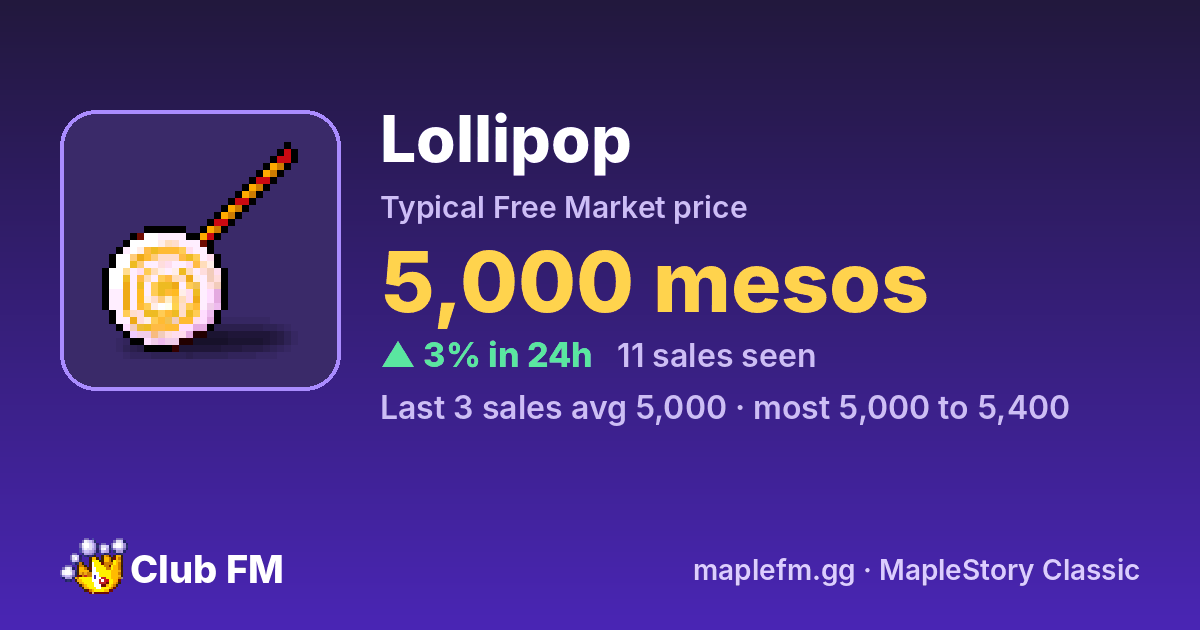 Lollipop
Typical Free Market price
5,000 mesos
▲ 3% in 24h 11 sales seen
Last 3 sales avg 5,000 · most 5,000 to 5,400
Club FM
maplefm.gg · MapleStory Classic